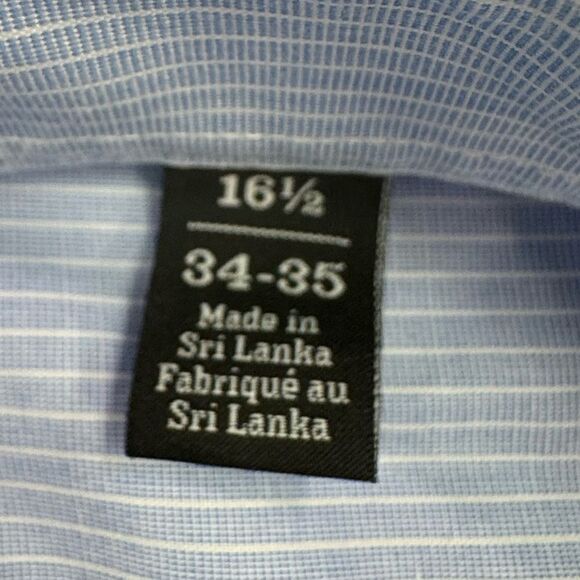 16½
34-35
Made in
Sri Lanka
Fabriqué au
Sri Lanka